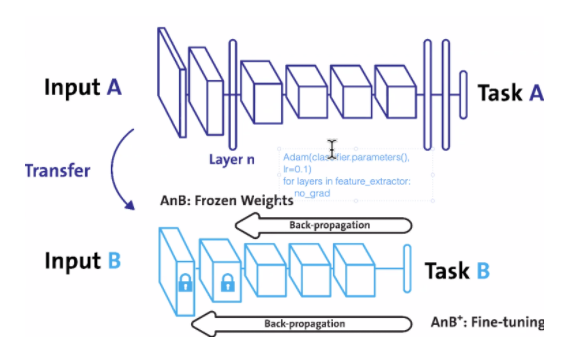 Input A
Task A
Layer n
Transfer
Adam(classifier.parameters(),
lr=0.1)
for layers in feature_extractor:
no_grad
AnB: Frozen Weights
Back-propagation
Input B
Task B
Back-propagation
AnB⁺: Fine-tuning